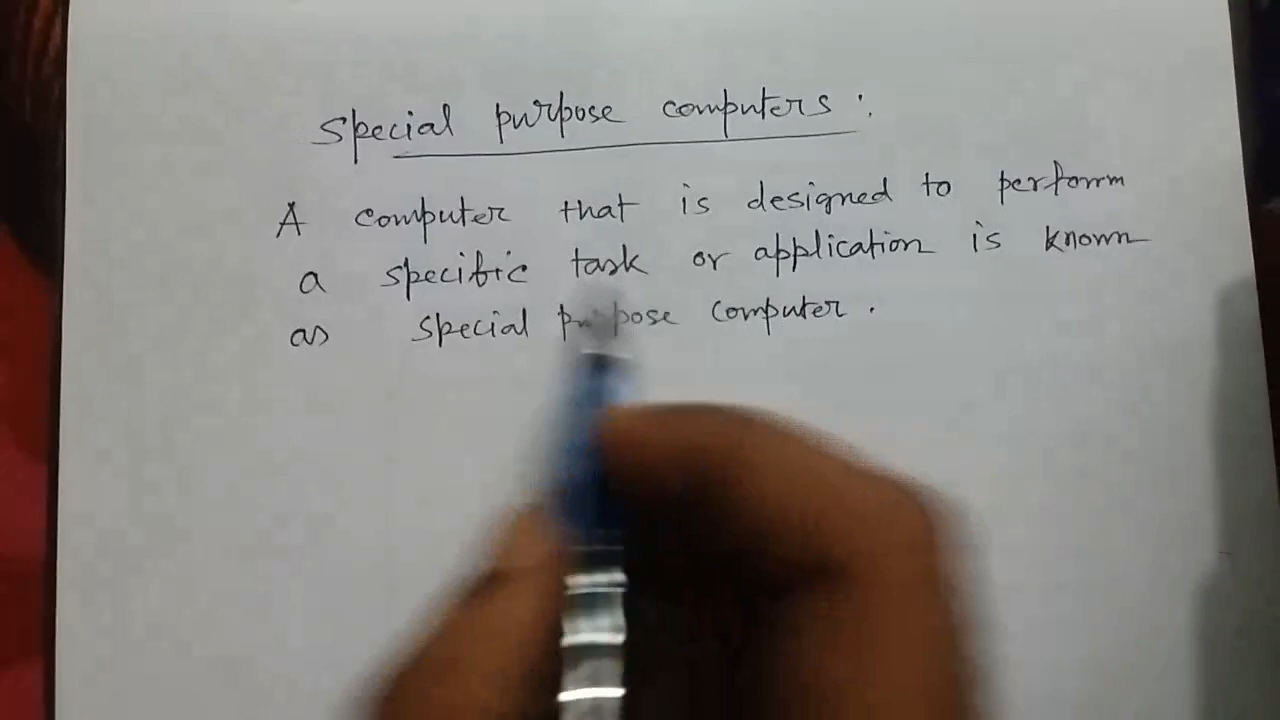 Special purpose computers :
A computer that is designed to perform
a specific task or application is known
as special purpose computer.